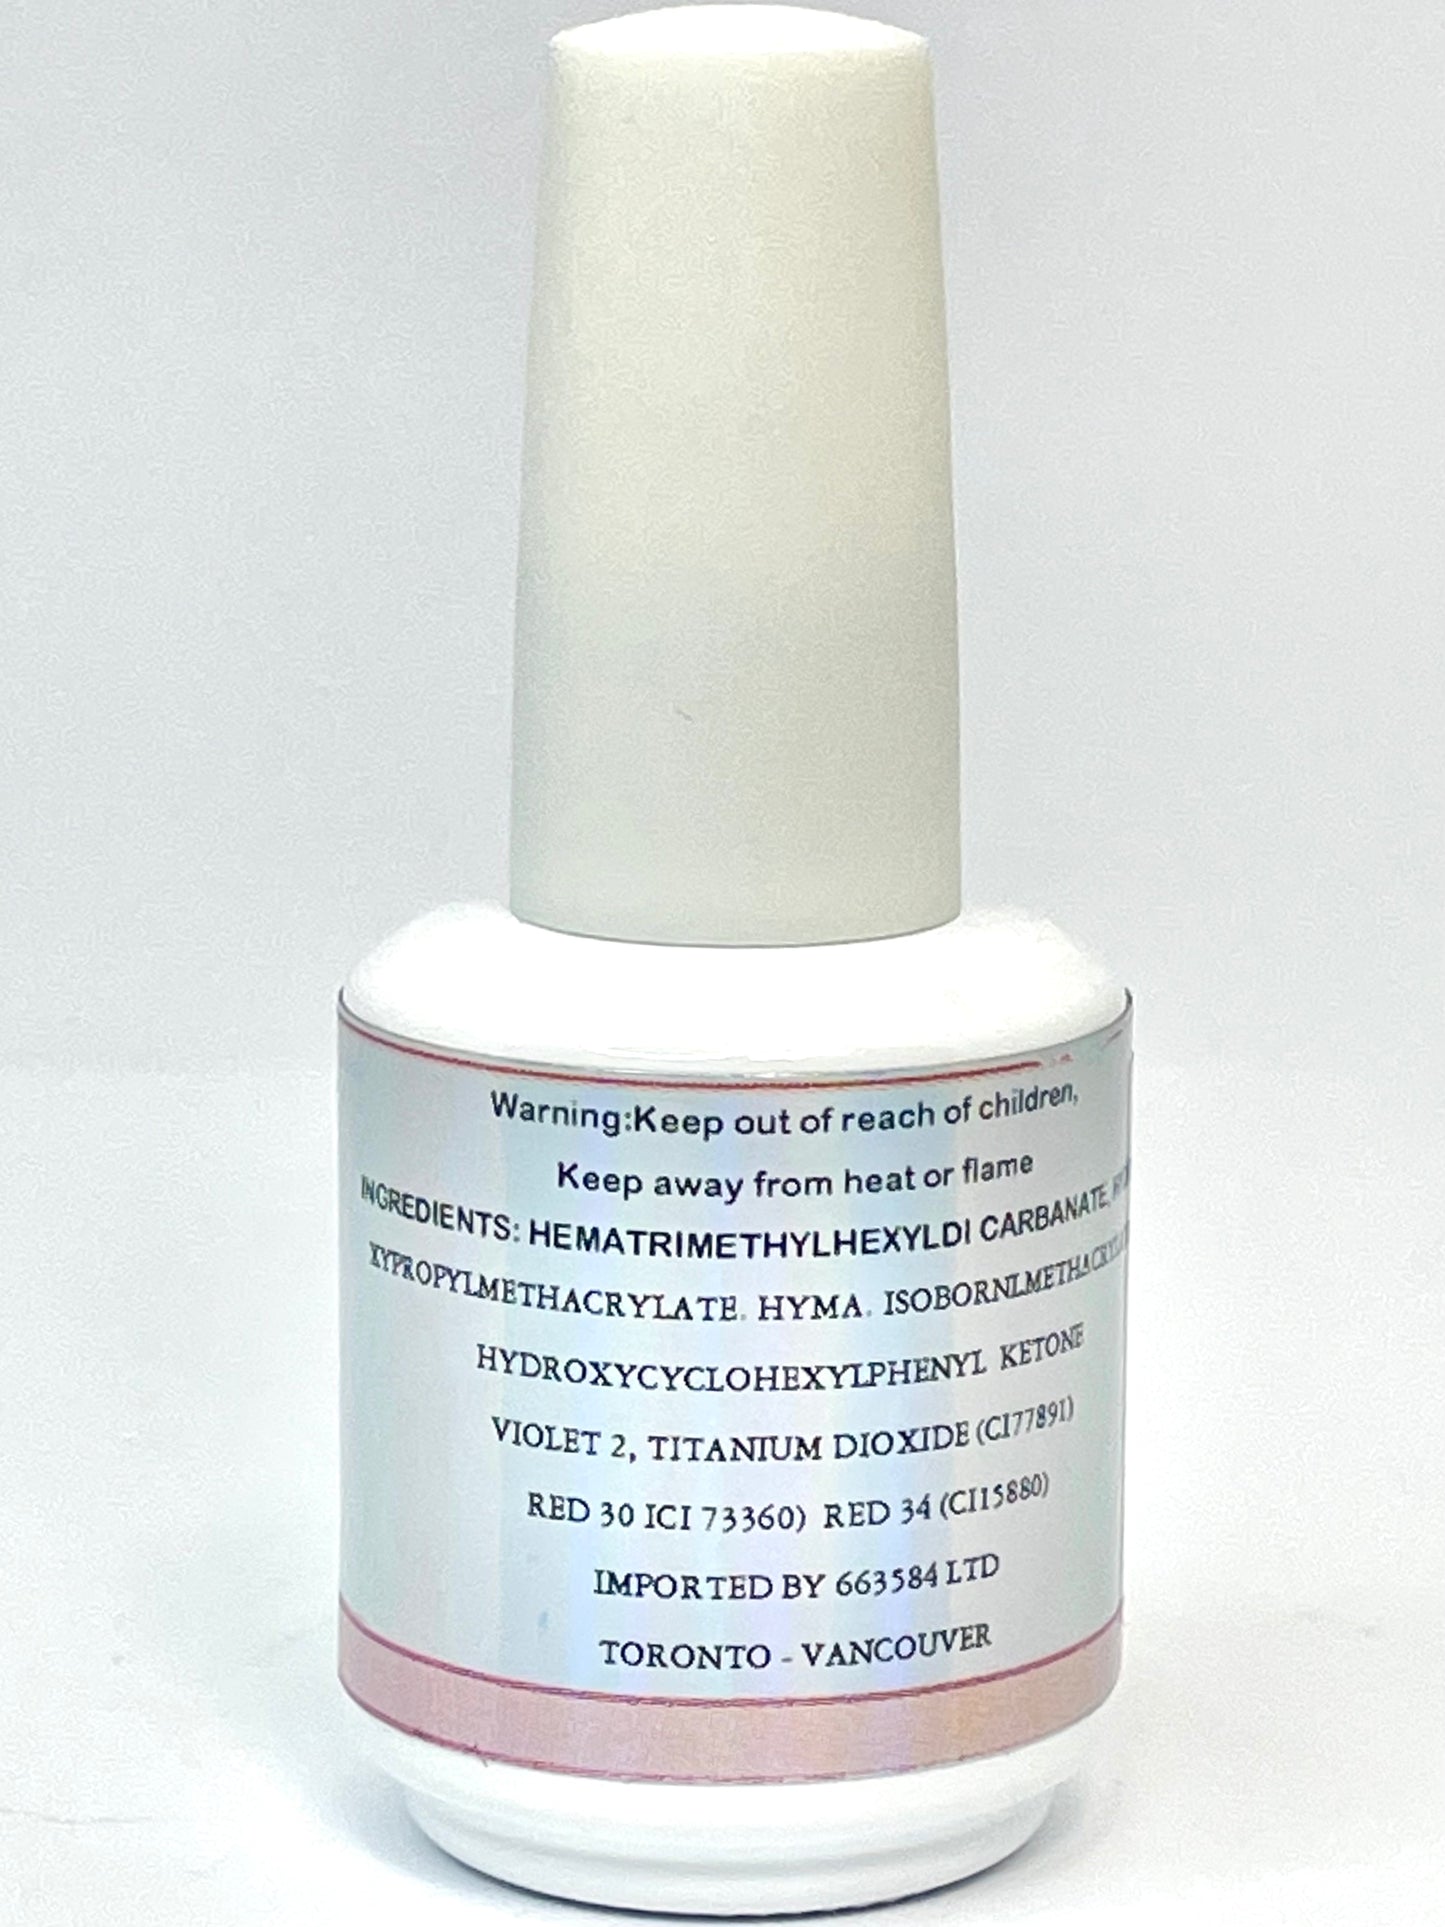 Warning:Keep out of reach of children,
Keep away from heat or flame
INGREDIENTS: HEMATRIMETHYLHEXYLDI CARBANATE,
XYPROPYLMETHACRYLATE. HYMA. ISOBORNLMETHACRYLATE
HYDROXYCYCLOHEXYLPHENYL KETONE
VIOLET 2, TITANIUM DIOXIDE (CI77891)
RED 30 ICI 73360) RED 34 (CI15880)
IMPORTED BY 663584 LTD
TORONTO - VANCOUVER